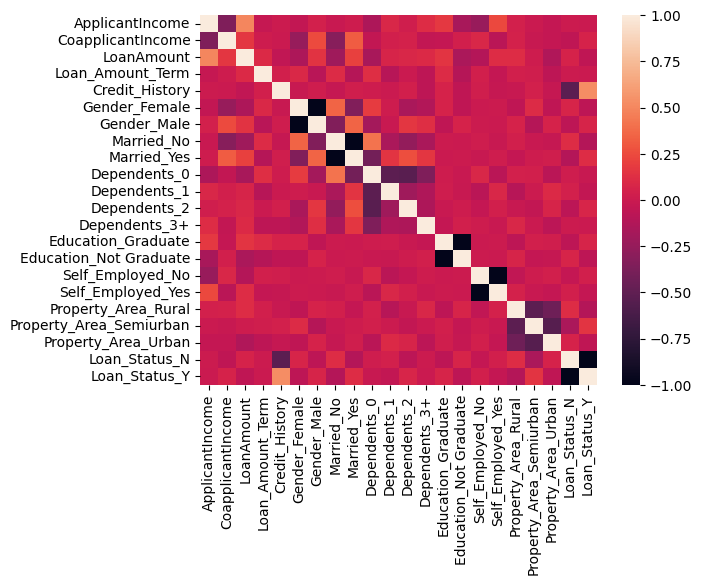 ApplicantIncome
CoapplicantIncome
LoanAmount
Loan_Amount_Term
Credit_History
Gender_Female
Gender_Male
Married_No
Married_Yes
Dependents_0
Dependents_1
Dependents_2
Dependents_3+
Education_Graduate
Education_Not Graduate
Self_Employed_No
Self_Employed_Yes
Property_Area_Rural
Property_Area_Semiurban
Property_Area_Urban
Loan_Status_N
Loan_Status_Y
ApplicantIncome
CoapplicantIncome
LoanAmount
Loan_Amount_Term
Credit_History
Gender_Female
Gender_Male
Married_No
Married_Yes
Dependents_0
Dependents_1
Dependents_2
Dependents_3+
Education_Graduate
Education_Not Graduate
Self_Employed_No
Self_Employed_Yes
Property_Area_Rural
Property_Area_Semiurban
Property_Area_Urban
Loan_Status_N
Loan_Status_Y
1.00
0.75
0.50
0.25
0.00
−0.25
−0.50
−0.75
−1.00